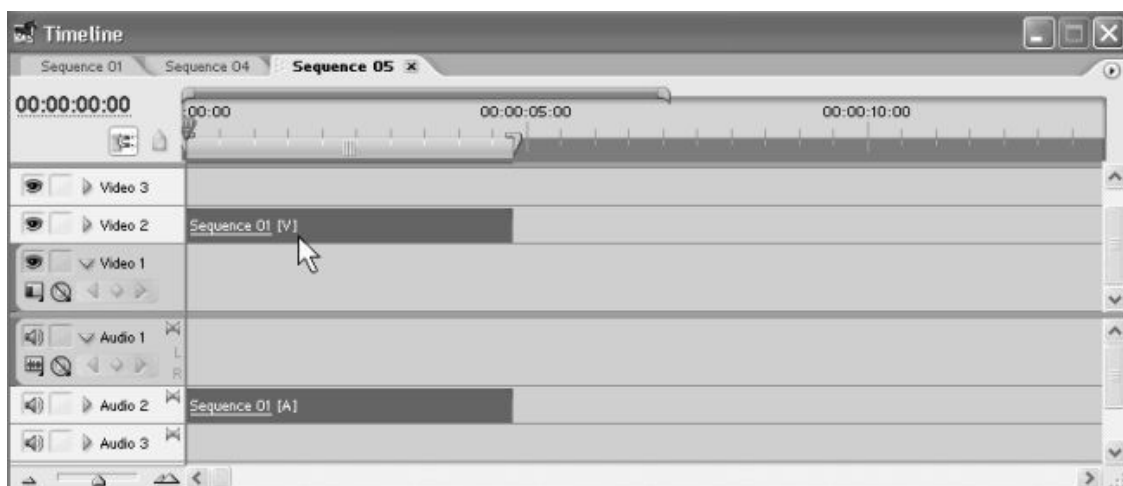 Timeline
Sequence 01 Sequence 04 Sequence 05
00:00:00:00 :00:00 00:00:05:00 00:00:10:00
Video 3
Video 2 Sequence 01 [V]
Video 1
Audio 1
L
R
Audio 2 Sequence 01 [A]
Audio 3